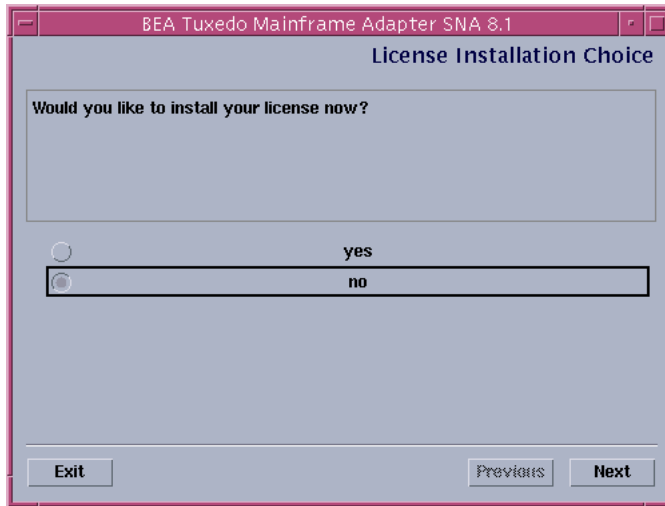 BEA Tuxedo Mainframe Adapter SNA 8.1
License Installation Choice
Would you like to install your license now?
yes
no
Exit
Previous
Next